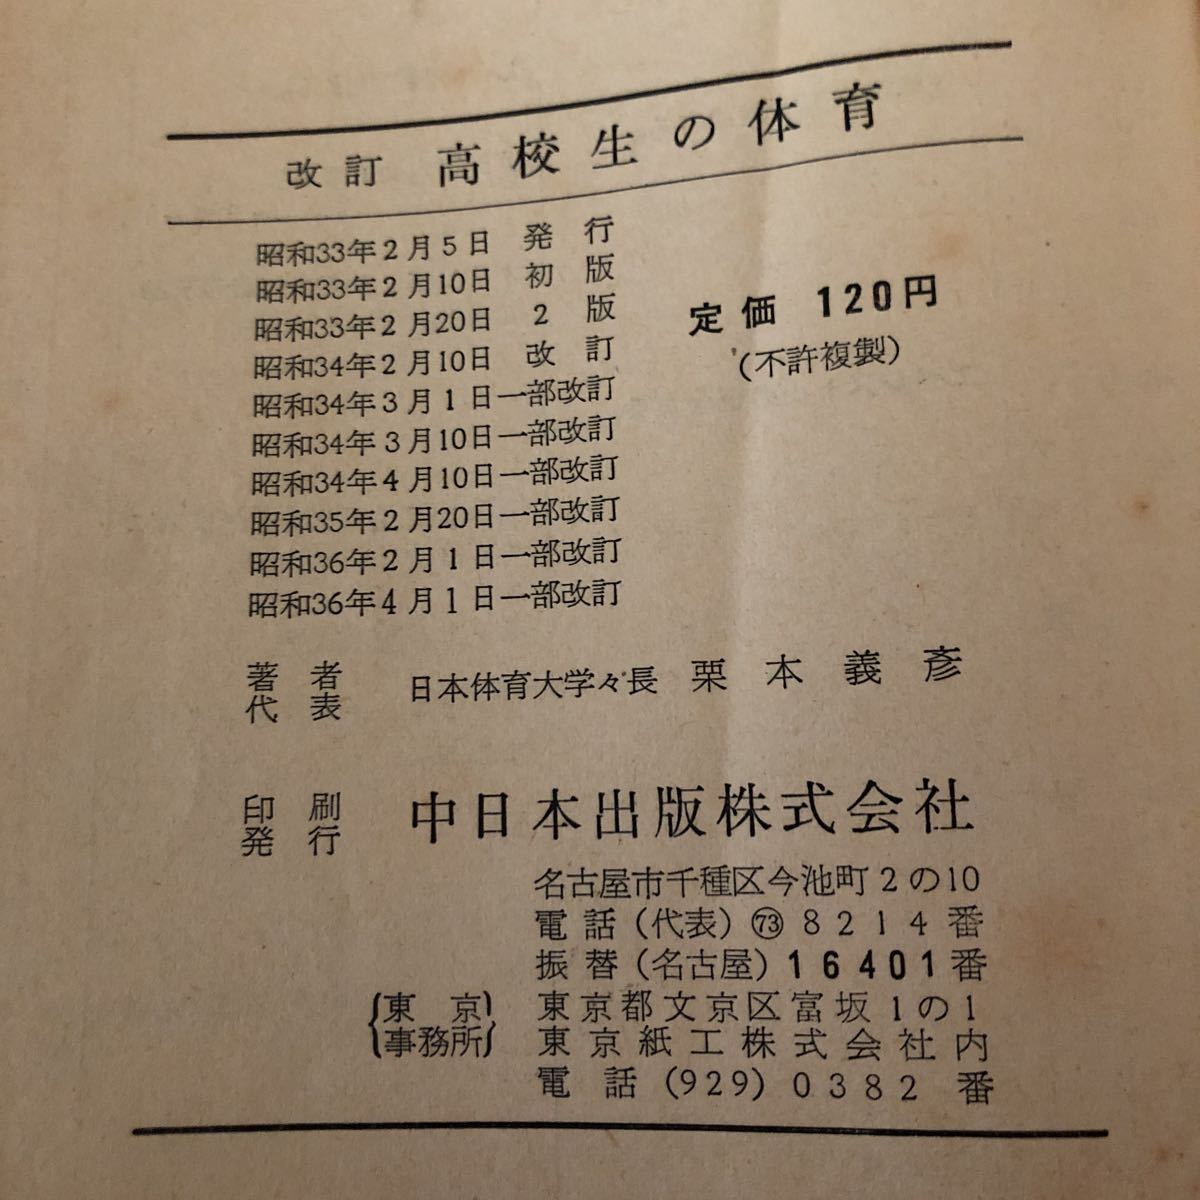 改訂 高校生の体育
昭和33年2月5日 発行
昭和33年2月10日 初版
昭和33年2月20日 2版
昭和34年2月10日 改訂
昭和34年3月1日一部改訂
昭和34年3月10日一部改訂
昭和34年4月10日一部改訂
昭和35年2月20日一部改訂
昭和36年2月1日一部改訂
昭和36年4月1日一部改訂
定価 120円
(不許複製)
著者
代表
日本体育大学々長 栗本義彦
印刷
発行
中日本出版株式会社
名古屋市千種区今池町2の10
電話(代表)㊆㊂8214番
振替(名古屋)16401番
東京
事務所
東京都文京区富坂1の1
東京紙工株式会社内
電話(929)0382番